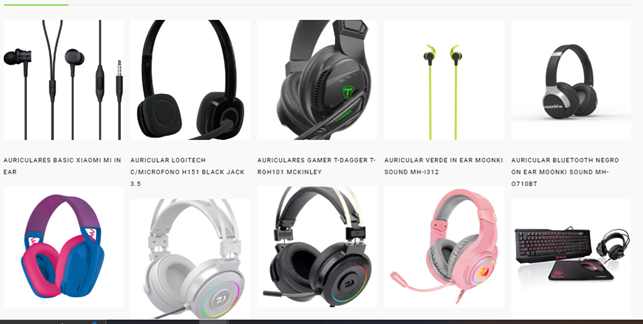 AURICULARES BASIC XIAOMI MI IN
EAR
AURICULAR LOGITECH
C/MICROFONO H151 BLACK JACK
3.5
AURICULARES GAMER T-DAGGER T-
RGH101 MCKINLEY
AURICULAR VERDE IN EAR MOONKI
SOUND MH-I312
AURICULAR BLUETOOTH NEGRO
ON EAR MOONKI SOUND MH-
O710BT